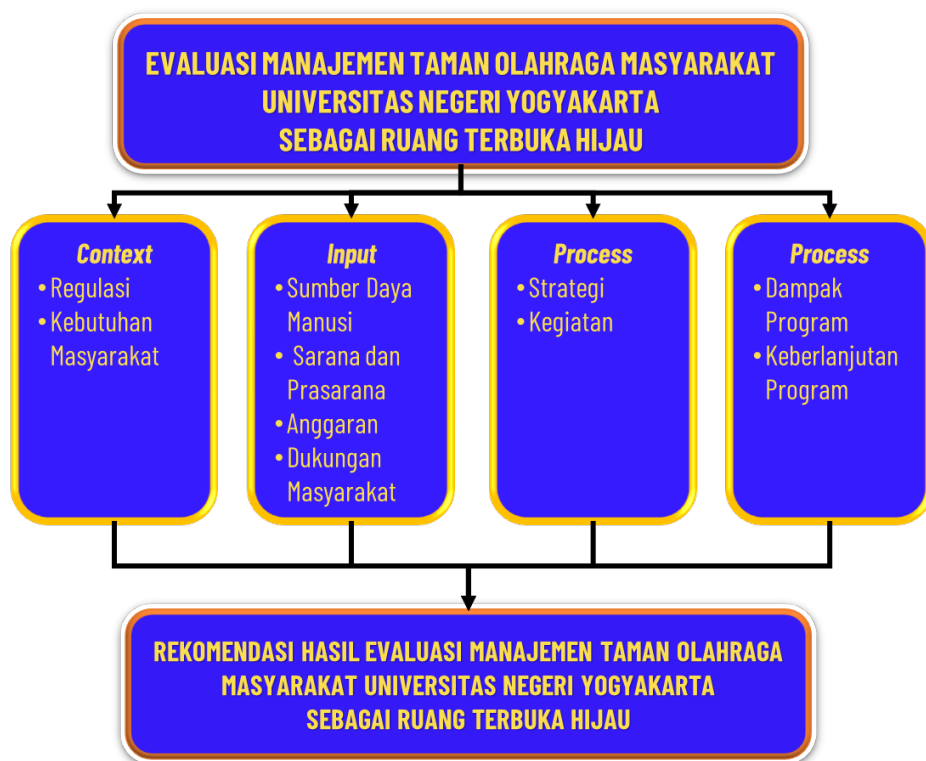 EVALUASI MANAJEMEN TAMAN OLAHRAGA MASYARAKAT
UNIVERSITAS NEGERI YOGYAKARTA
SEBAGAI RUANG TERBUKA HIJAU
Context
• Regulasi
• Kebutuhan
Masyarakat
Input
• Sumber Daya
Manusi
• Sarana dan
Prasarana
• Anggaran
• Dukungan
Masyarakat
Process
• Strategi
• Kegiatan
Process
• Dampak
Program
• Keberlanjutan
Program
REKOMENDASI HASIL EVALUASI MANAJEMEN TAMAN OLAHRAGA
MASYARAKAT UNIVERSITAS NEGERI YOGYAKARTA
SEBAGAI RUANG TERBUKA HIJAU